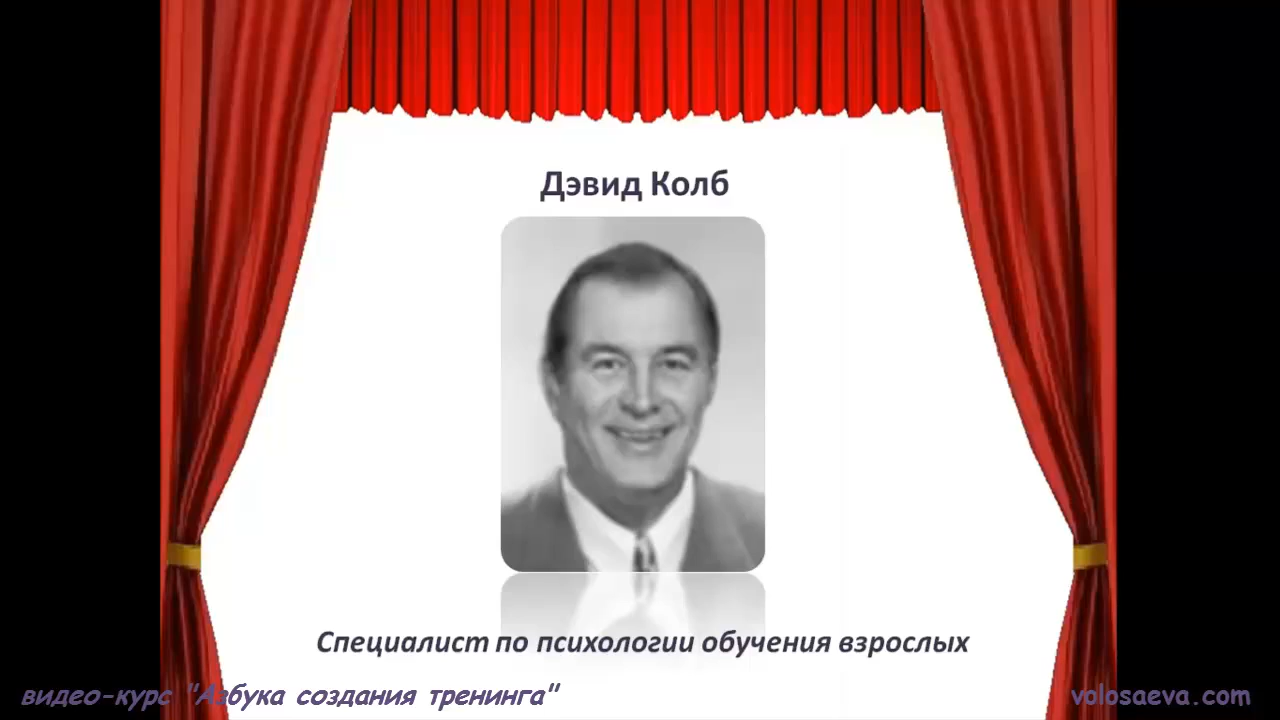 Дэвид Колб
Специалист по психологии обучения взрослых
видео-курс "Азбука создания тренинга"
volosaeva.com